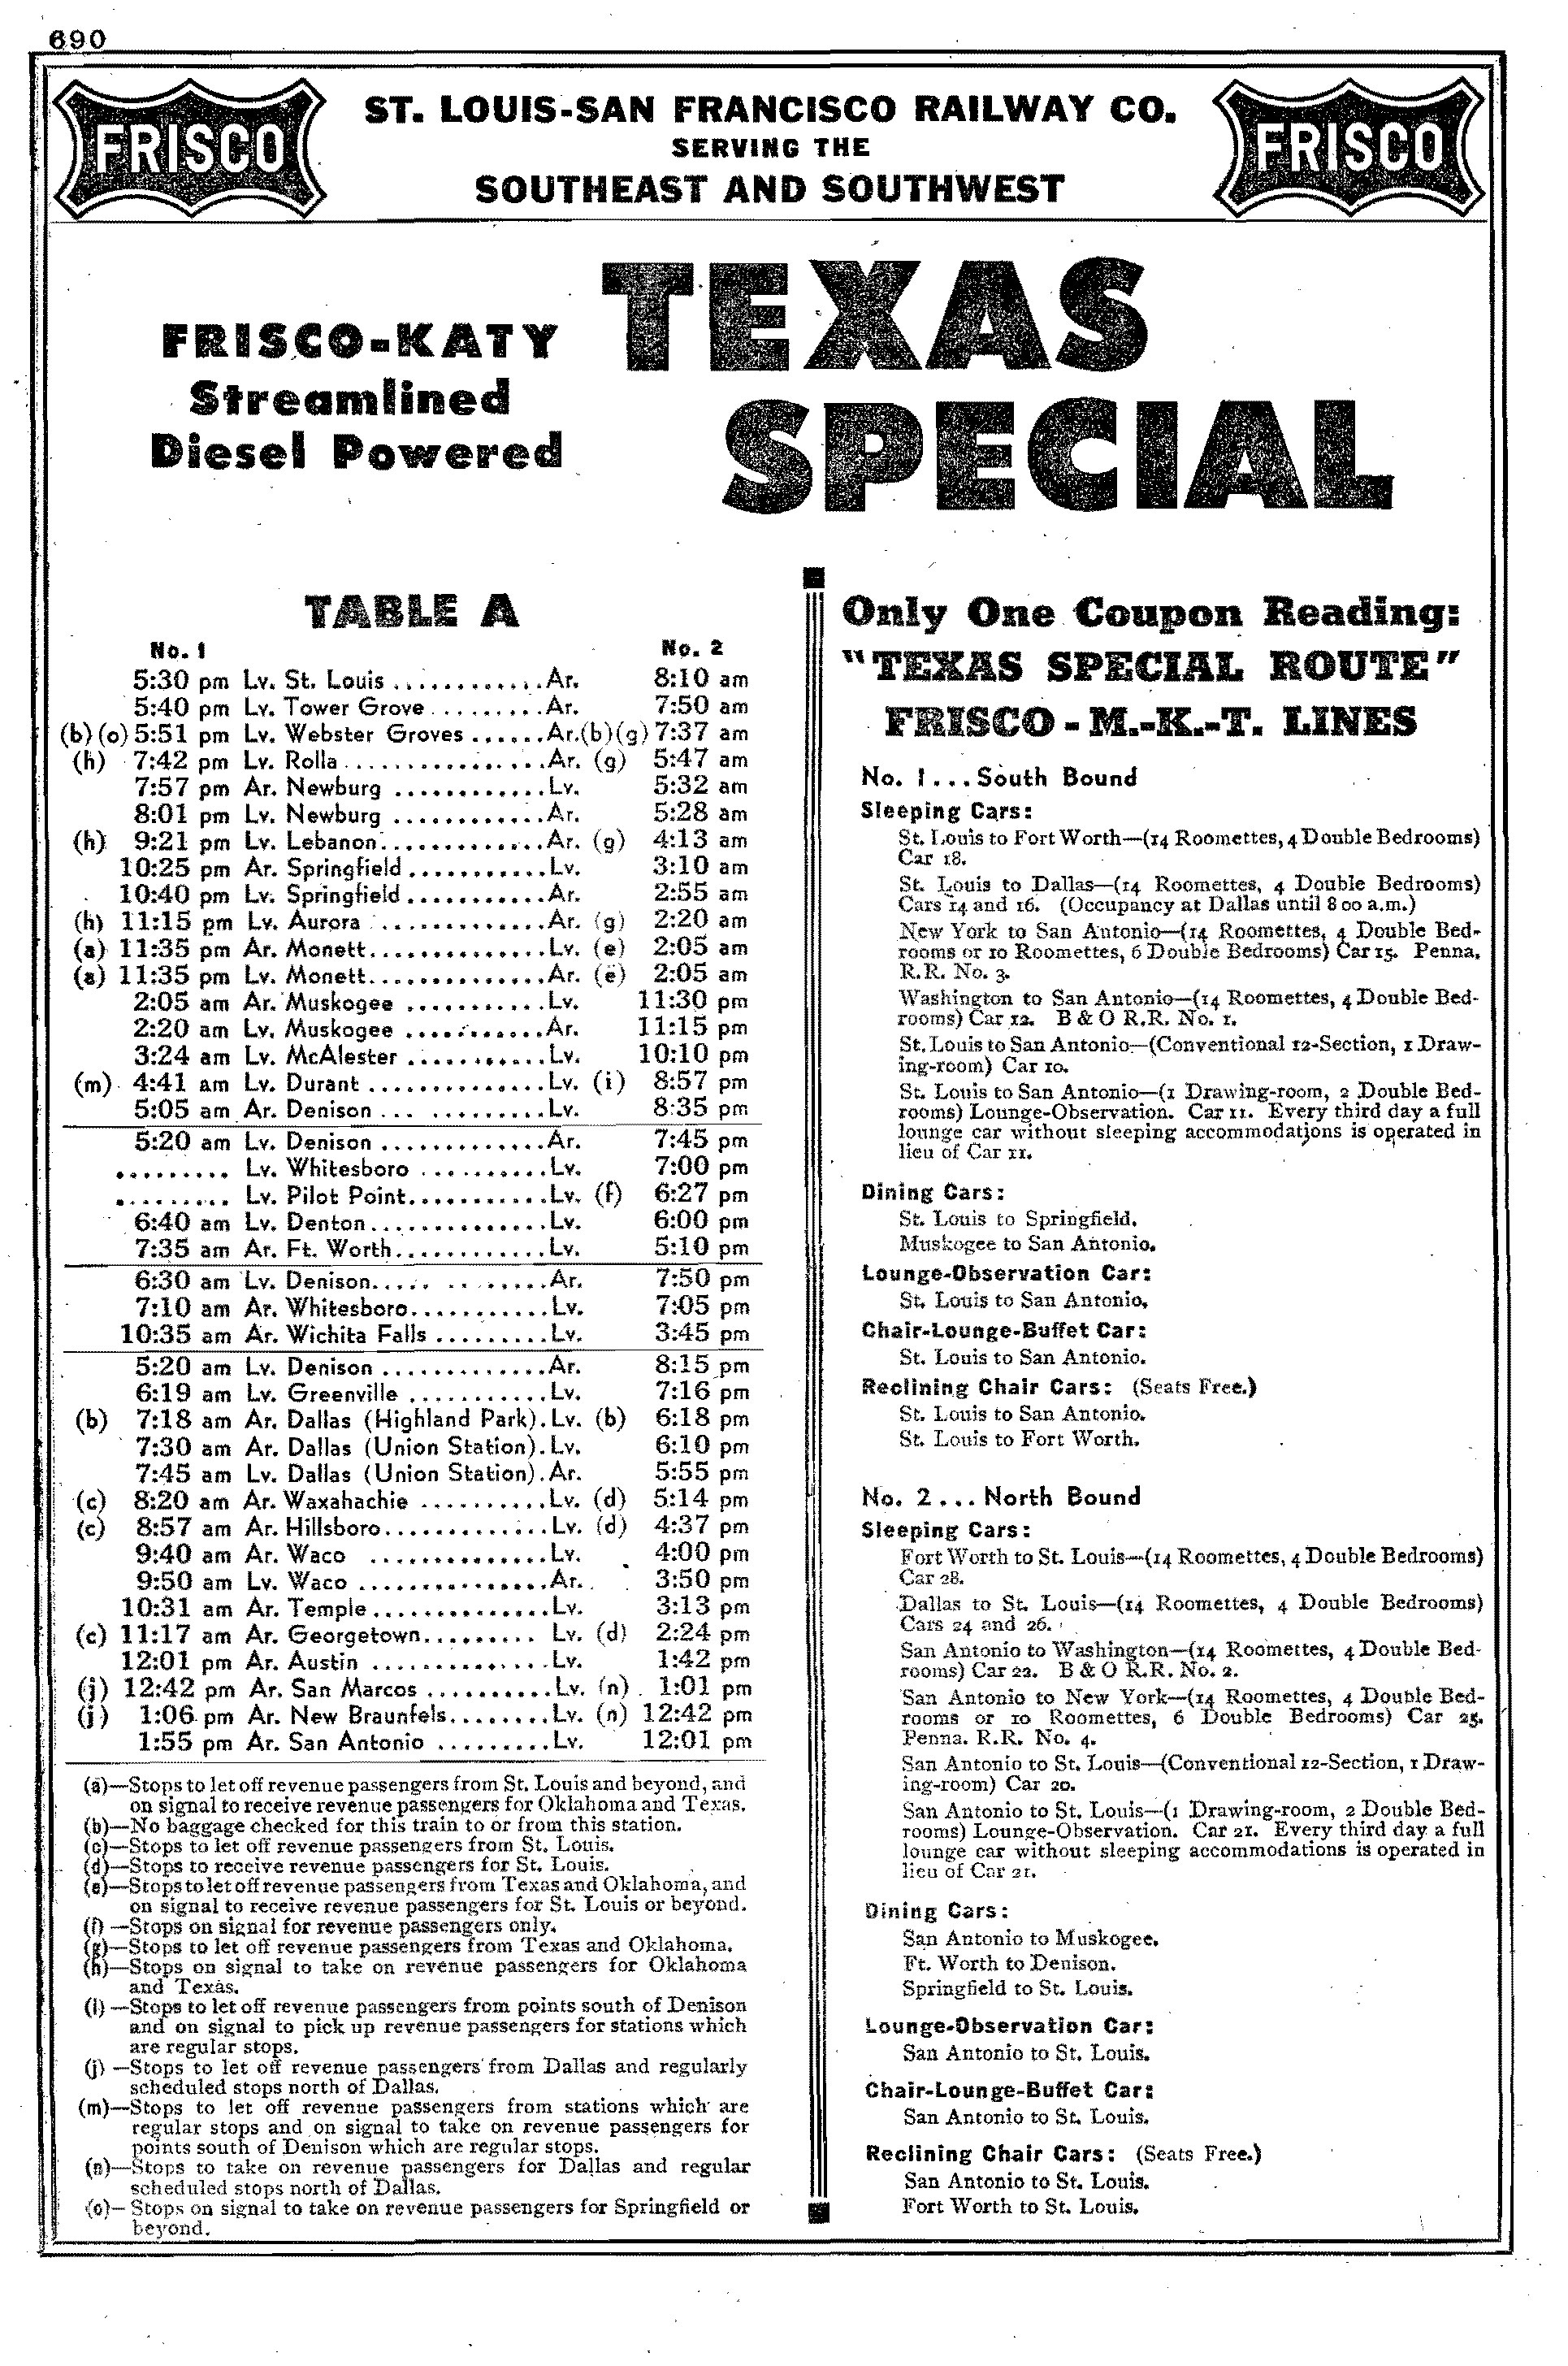 690
FRISCO
ST. LOUIS-SAN FRANCISCO RAILWAY CO.
SERVING THE
SOUTHEAST AND SOUTHWEST
FRISCO
FRISCO-KATY
Streamlined
Diesel Powered
TEXAS
SPECIAL
TABLE A
No. 1 No. 2
5:30 pm Lv. St. Louis ............Ar. 8:10 am
5:40 pm Lv. Tower Grove.........Ar. 7:50 am
(b)(o) 5:51 pm Lv. Webster Groves ......Ar.(b)(g) 7:37 am
(h) 7:42 pm Lv. Rolla................Ar. (g) 5:47 am
7:57 pm Ar. Newburg ............Lv. 5:32 am
8:01 pm Lv. Newburg ............Ar. 5:28 am
(h) 9:21 pm Lv. Lebanon.............Ar. (g) 4:13 am
10:25 pm Ar. Springfield...........Lv. 3:10 am
10:40 pm Lv. Springfield...........Ar. 2:55 am
(h) 11:15 pm Lv. Aurora .............Ar. (g) 2:20 am
(a) 11:35 pm Ar. Monett..............Lv. (e) 2:05 am
(a) 11:35 pm Lv. Monett..............Ar. (e) 2:05 am
2:05 am Ar. Muskogee ...........Lv. 11:30 pm
2:20 am Lv. Muskogee ...........Ar. 11:15 pm
3:24 am Lv. McAlester ...........Lv. 10:10 pm
(m) 4:41 am Lv. Durant ..............Lv. (i) 8:57 pm
5:05 am Ar. Denison ... .........Lv. 8:35 pm
5:20 am Lv. Denison .............Ar. 7:45 pm
......... Lv. Whitesboro ..........Lv. 7:00 pm
......... Lv. Pilot Point...........Lv. (f) 6:27 pm
6:40 am Lv. Denton..............Lv. 6:00 pm
7:35 am Ar. Ft. Worth............Lv. 5:10 pm
6:30 am Lv. Denison..... ........Ar. 7:50 pm
7:10 am Ar. Whitesboro...........Lv. 7:05 pm
10:35 am Ar. Wichita Falls .........Lv. 3:45 pm
5:20 am Lv. Denison .............Ar. 8:15 pm
6:19 am Lv. Greenville ...........Lv. 7:16 pm
(b) 7:18 am Ar. Dallas (Highland Park).Lv. (b) 6:18 pm
7:30 am Ar. Dallas (Union Station).Lv. 6:10 pm
7:45 am Lv. Dallas (Union Station).Ar. 5:55 pm
(c) 8:20 am Ar. Waxahachie ..........Lv. (d) 5:14 pm
(c) 8:57 am Ar. Hillsboro.............Lv. (d) 4:37 pm
9:40 am Ar. Waco ..............Lv. 4:00 pm
9:50 am Lv. Waco ...............Ar. 3:50 pm
10:31 am Ar. Temple..............Lv. 3:13 pm
(c) 11:17 am Ar. Georgetown......... Lv. (d) 2:24 pm
12:01 pm Ar. Austin ..............Lv. 1:42 pm
(j) 12:42 pm Ar. San Marcos ..........Lv. (n) 1:01 pm
(j) 1:06 pm Ar. New Braunfels........Lv. (n) 12:42 pm
1:55 pm Ar. San Antonio .........Lv. 12:01 pm
(a)—Stops to let off revenue passengers from St. Louis and beyond, and
on signal to receive revenue passengers for Oklahoma and Texas.
(b)—No baggage checked for this train to or from this station.
(c)—Stops to let off revenue passengers from St. Louis.
(d)—Stops to receive revenue passengers for St. Louis.
(e)—Stops to let off revenue passengers from Texas and Oklahoma, and
on signal to receive revenue passengers for St. Louis or beyond.
(f) —Stops on signal for revenue passengers only.
(g)—Stops to let off revenue passengers from Texas and Oklahoma.
(h)—Stops on signal to take on revenue passengers for Oklahoma
and Texas.
(i) —Stops to let off revenue passengers from points south of Denison
and on signal to pick up revenue passengers for stations which
are regular stops.
(j) —Stops to let off revenue passengers from Dallas and regularly
scheduled stops north of Dallas.
(m)—Stops to let off revenue passengers from stations which are
regular stops and on signal to take on revenue passengers for
points south of Denison which are regular stops.
(n)—Stops to take on revenue passengers for Dallas and regular
scheduled stops north of Dallas.
(o)—Stops on signal to take on revenue passengers for Springfield or
beyond.
Only One Coupon Reading:
"TEXAS SPECIAL ROUTE"
FRISCO - M.-K.-T. LINES
No. 1 ... South Bound
Sleeping Cars:
St. Louis to Fort Worth—(14 Roomettes, 4 Double Bedrooms)
Car 18.
St. Louis to Dallas—(14 Roomettes, 4 Double Bedrooms)
Cars 14 and 16. (Occupancy at Dallas until 8 00 a.m.)
New York to San Antonio—(14 Roomettes, 4 Double Bed-
rooms or 10 Roomettes, 6 Double Bedrooms) Car 15. Penna.
R.R. No. 3.
Washington to San Antonio—(14 Roomettes, 4 Double Bed-
rooms) Car 12. B & O R.R. No. 1.
St. Louis to San Antonio—(Conventional 12-Section, 1 Draw-
ing-room) Car 10.
St. Louis to San Antonio—(1 Drawing-room, 2 Double Bed-
rooms) Lounge-Observation. Car 11. Every third day a full
lounge car without sleeping accommodations is operated in
lieu of Car 11.
Dining Cars:
St. Louis to Springfield.
Muskogee to San Antonio.
Lounge-Observation Car:
St. Louis to San Antonio.
Chair-Lounge-Buffet Car:
St. Louis to San Antonio.
Reclining Chair Cars: (Seats Free.)
St. Louis to San Antonio.
St. Louis to Fort Worth.
No. 2 ... North Bound
Sleeping Cars:
Fort Worth to St. Louis—(14 Roomettes, 4 Double Bedrooms)
Car 28.
Dallas to St. Louis—(14 Roomettes, 4 Double Bedrooms)
Cars 24 and 26.
San Antonio to Washington—(14 Roomettes, 4 Double Bed-
rooms) Car 22. B & O R.R. No. 2.
San Antonio to New York—(14 Roomettes, 4 Double Bed-
rooms or 10 Roomettes, 6 Double Bedrooms) Car 25.
Penna. R.R. No. 4.
San Antonio to St. Louis—(Conventional 12-Section, 1 Draw-
ing-room) Car 20.
San Antonio to St. Louis—(1 Drawing-room, 2 Double Bed-
rooms) Lounge-Observation. Car 21. Every third day a full
lounge car without sleeping accommodations is operated in
lieu of Car 21.
Dining Cars:
San Antonio to Muskogee.
Ft. Worth to Denison.
Springfield to St. Louis.
Lounge-Observation Car:
San Antonio to St. Louis.
Chair-Lounge-Buffet Car:
San Antonio to St. Louis.
Reclining Chair Cars: (Seats Free.)
San Antonio to St. Louis.
Fort Worth to St. Louis.